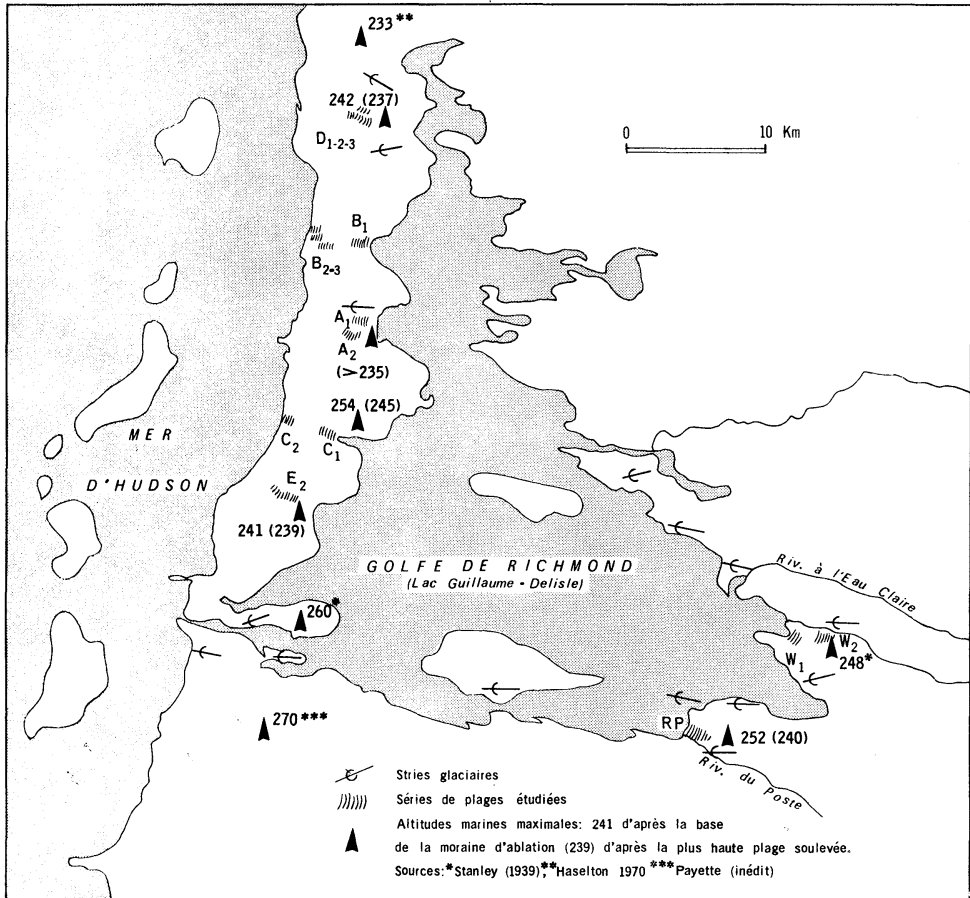 233**
242 (237)
D1-2-3
0 10 Km
B1
B2-3
A1
A2
(>235)
254 (245)
C2
C1
MER
D'HUDSON
E2
241 (239)
GOLFE DE RICHMOND
(Lac Guillaume - Delisle)
Riv. à l'Eau Claire
260*
W2
W1
248*
270***
RP
252 (240)
Riv. du Poste
Stries glaciaires
Séries de plages étudiées
Altitudes marines maximales: 241 d'après la base
de la moraine d'ablation (239) d'après la plus haute plage soulevée.
Sources: *Stanley (1939), **Haselton 1970 ***Payette (inédit)